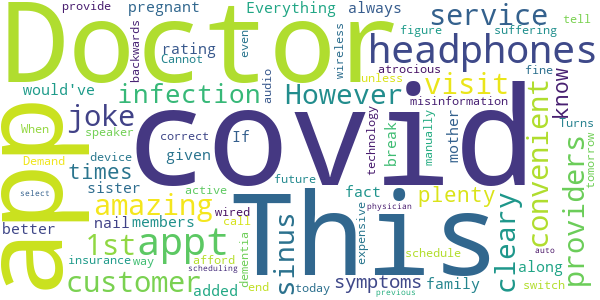 provide
pregnant
Everything
always
service
backwards
rating
Cannot
even
wireless
figure
suffering
tell
Doctor
headphones
would've
infection
However
audio
atrocious
unless
visit
fine
know
When
joke
speaker
misinformation
Turns
app
covid
Demand
device
correct
given
If
technology
break
manually
mother
convenient
providers
tomorrow
times
sister
active
future
fact
plenty
select
amazing
nail
members
wired
call
This
expensive
physician
cleary
schedule
auto
better
1st
appt
sinus
insurance
way
afford
dementia
symptoms
family
along
customer
added
scheduling
end
today
previous
switch